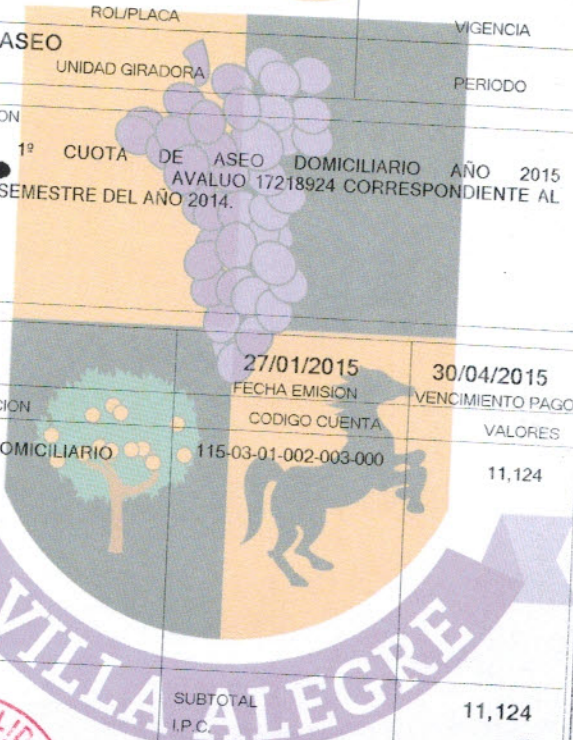 ROL/PLACA
VIGENCIA
ASEO
UNIDAD GIRADORA
PERIODO
ON
1º CUOTA DE ASEO DOMICILIARIO AÑO 2015
AVALUO 17218924 CORRESPONDIENTE AL
SEMESTRE DEL AÑO 2014.
27/01/2015
30/04/2015
FECHA EMISION
VENCIMIENTO PAGO
CION
CODIGO CUENTA
VALORES
OMICILIARIO
115-03-01-002-003-000
11,124
VILLA ALEGRE
SUBTOTAL
11,124
I.P.C.
LID